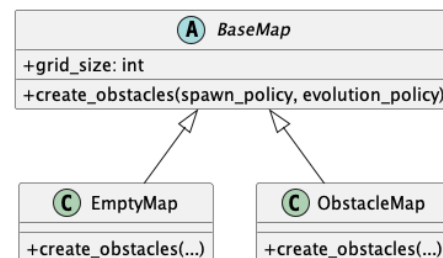 A BaseMap
+grid_size: int
+create_obstacles(spawn_policy, evolution_policy)
C EmptyMap
+create_obstacles(...)
C ObstacleMap
+create_obstacles(...)